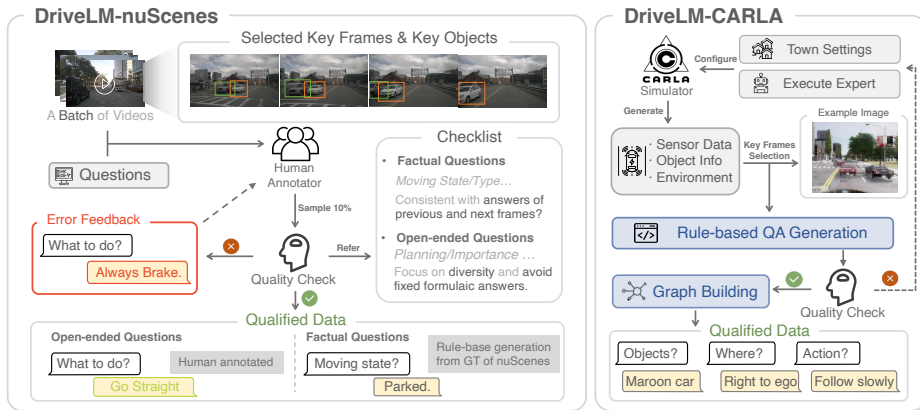 DriveLM-nuScenes
Selected Key Frames & Key Objects
A Batch of Videos
Questions
Human
Annotator
Sample 10%
Error Feedback
What to do?
Always Brake.
Quality Check
Refer
Checklist
• Factual Questions
Moving State/Type...
Consistent with answers of
previous and next frames?
• Open-ended Questions
Planning/Importance ...
Focus on diversity and avoid
fixed formulaic answers.
Qualified Data
Open-ended Questions
What to do?
Human annotated
Go Straight
Factual Questions
Moving state?
Rule-base generation
from GT of nuScenes
Parked.
DriveLM-CARLA
CARLA
Simulator
Configure
Town Settings
Execute Expert
Generate
· Sensor Data
· Object Info
· Environment
Key Frames
Selection
Example Image
Rule-based QA Generation
Graph Building
Quality Check
Qualified Data
Objects?
Where?
Action?
Maroon car
Right to ego
Follow slowly